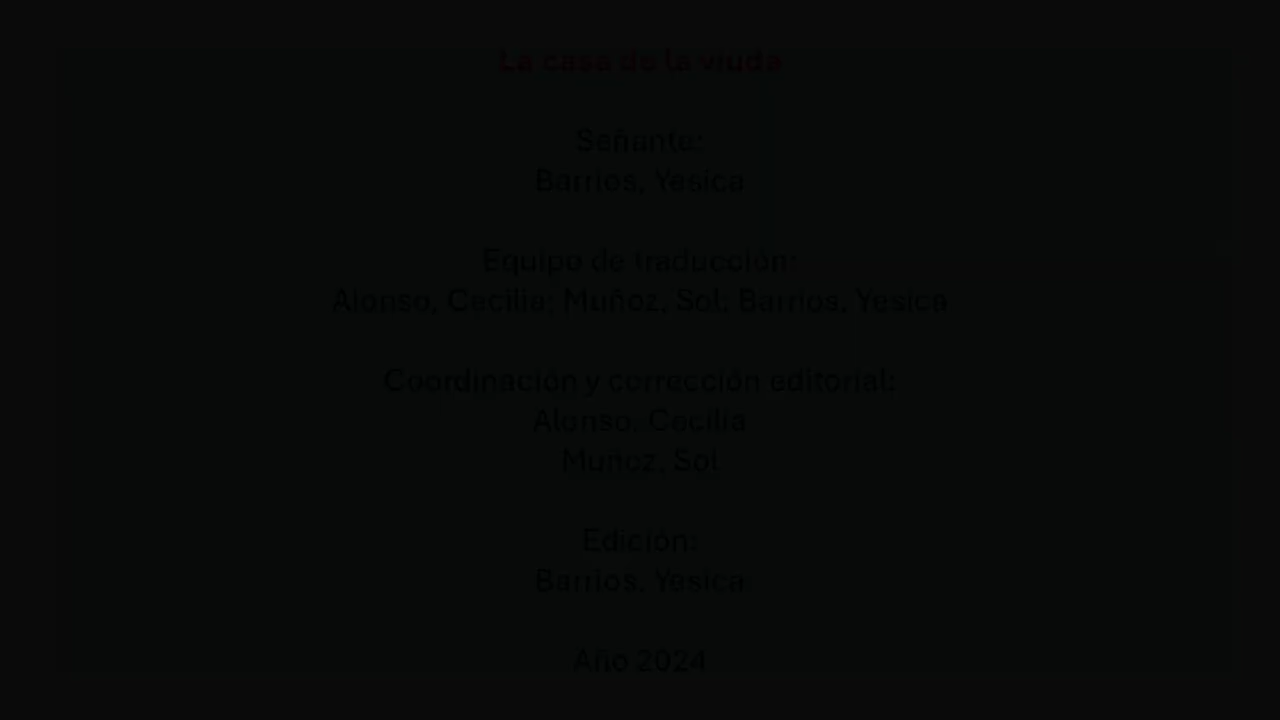 La casa de la viuda
Señante:
Barrios, Yesica
Equipo de traducción:
Alonso, Cecilia; Muñoz, Sol; Barrios, Yesica
Coordinación y corrección editorial:
Alonso, Cecilia
Muñoz, Sol
Edición:
Barrios, Yesica
Año 2024